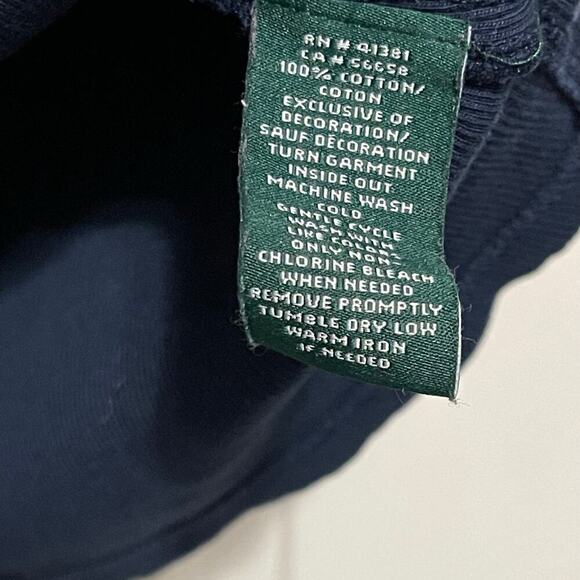 RN # 41381
CA # 56658
100% COTTON/
COTON
EXCLUSIVE OF
DECORATION/
SAUF DECORATION
TURN GARMENT
INSIDE OUT
MACHINE WASH
COLD
GENTLE CYCLE
WASH WITH
LIKE COLORS
ONLY NON-
CHLORINE BLEACH
WHEN NEEDED
REMOVE PROMPTLY
TUMBLE DRY LOW
WARM IRON
IF NEEDED